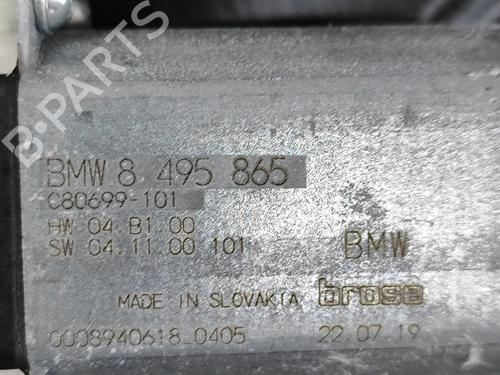 BMW 8 495 865
C80699-101
HW 04.B1.00
SW 04.11.00 101
BMW
MADE IN SLOVAKIA brose
0008940618_0405 22.07.19
B-PARTS